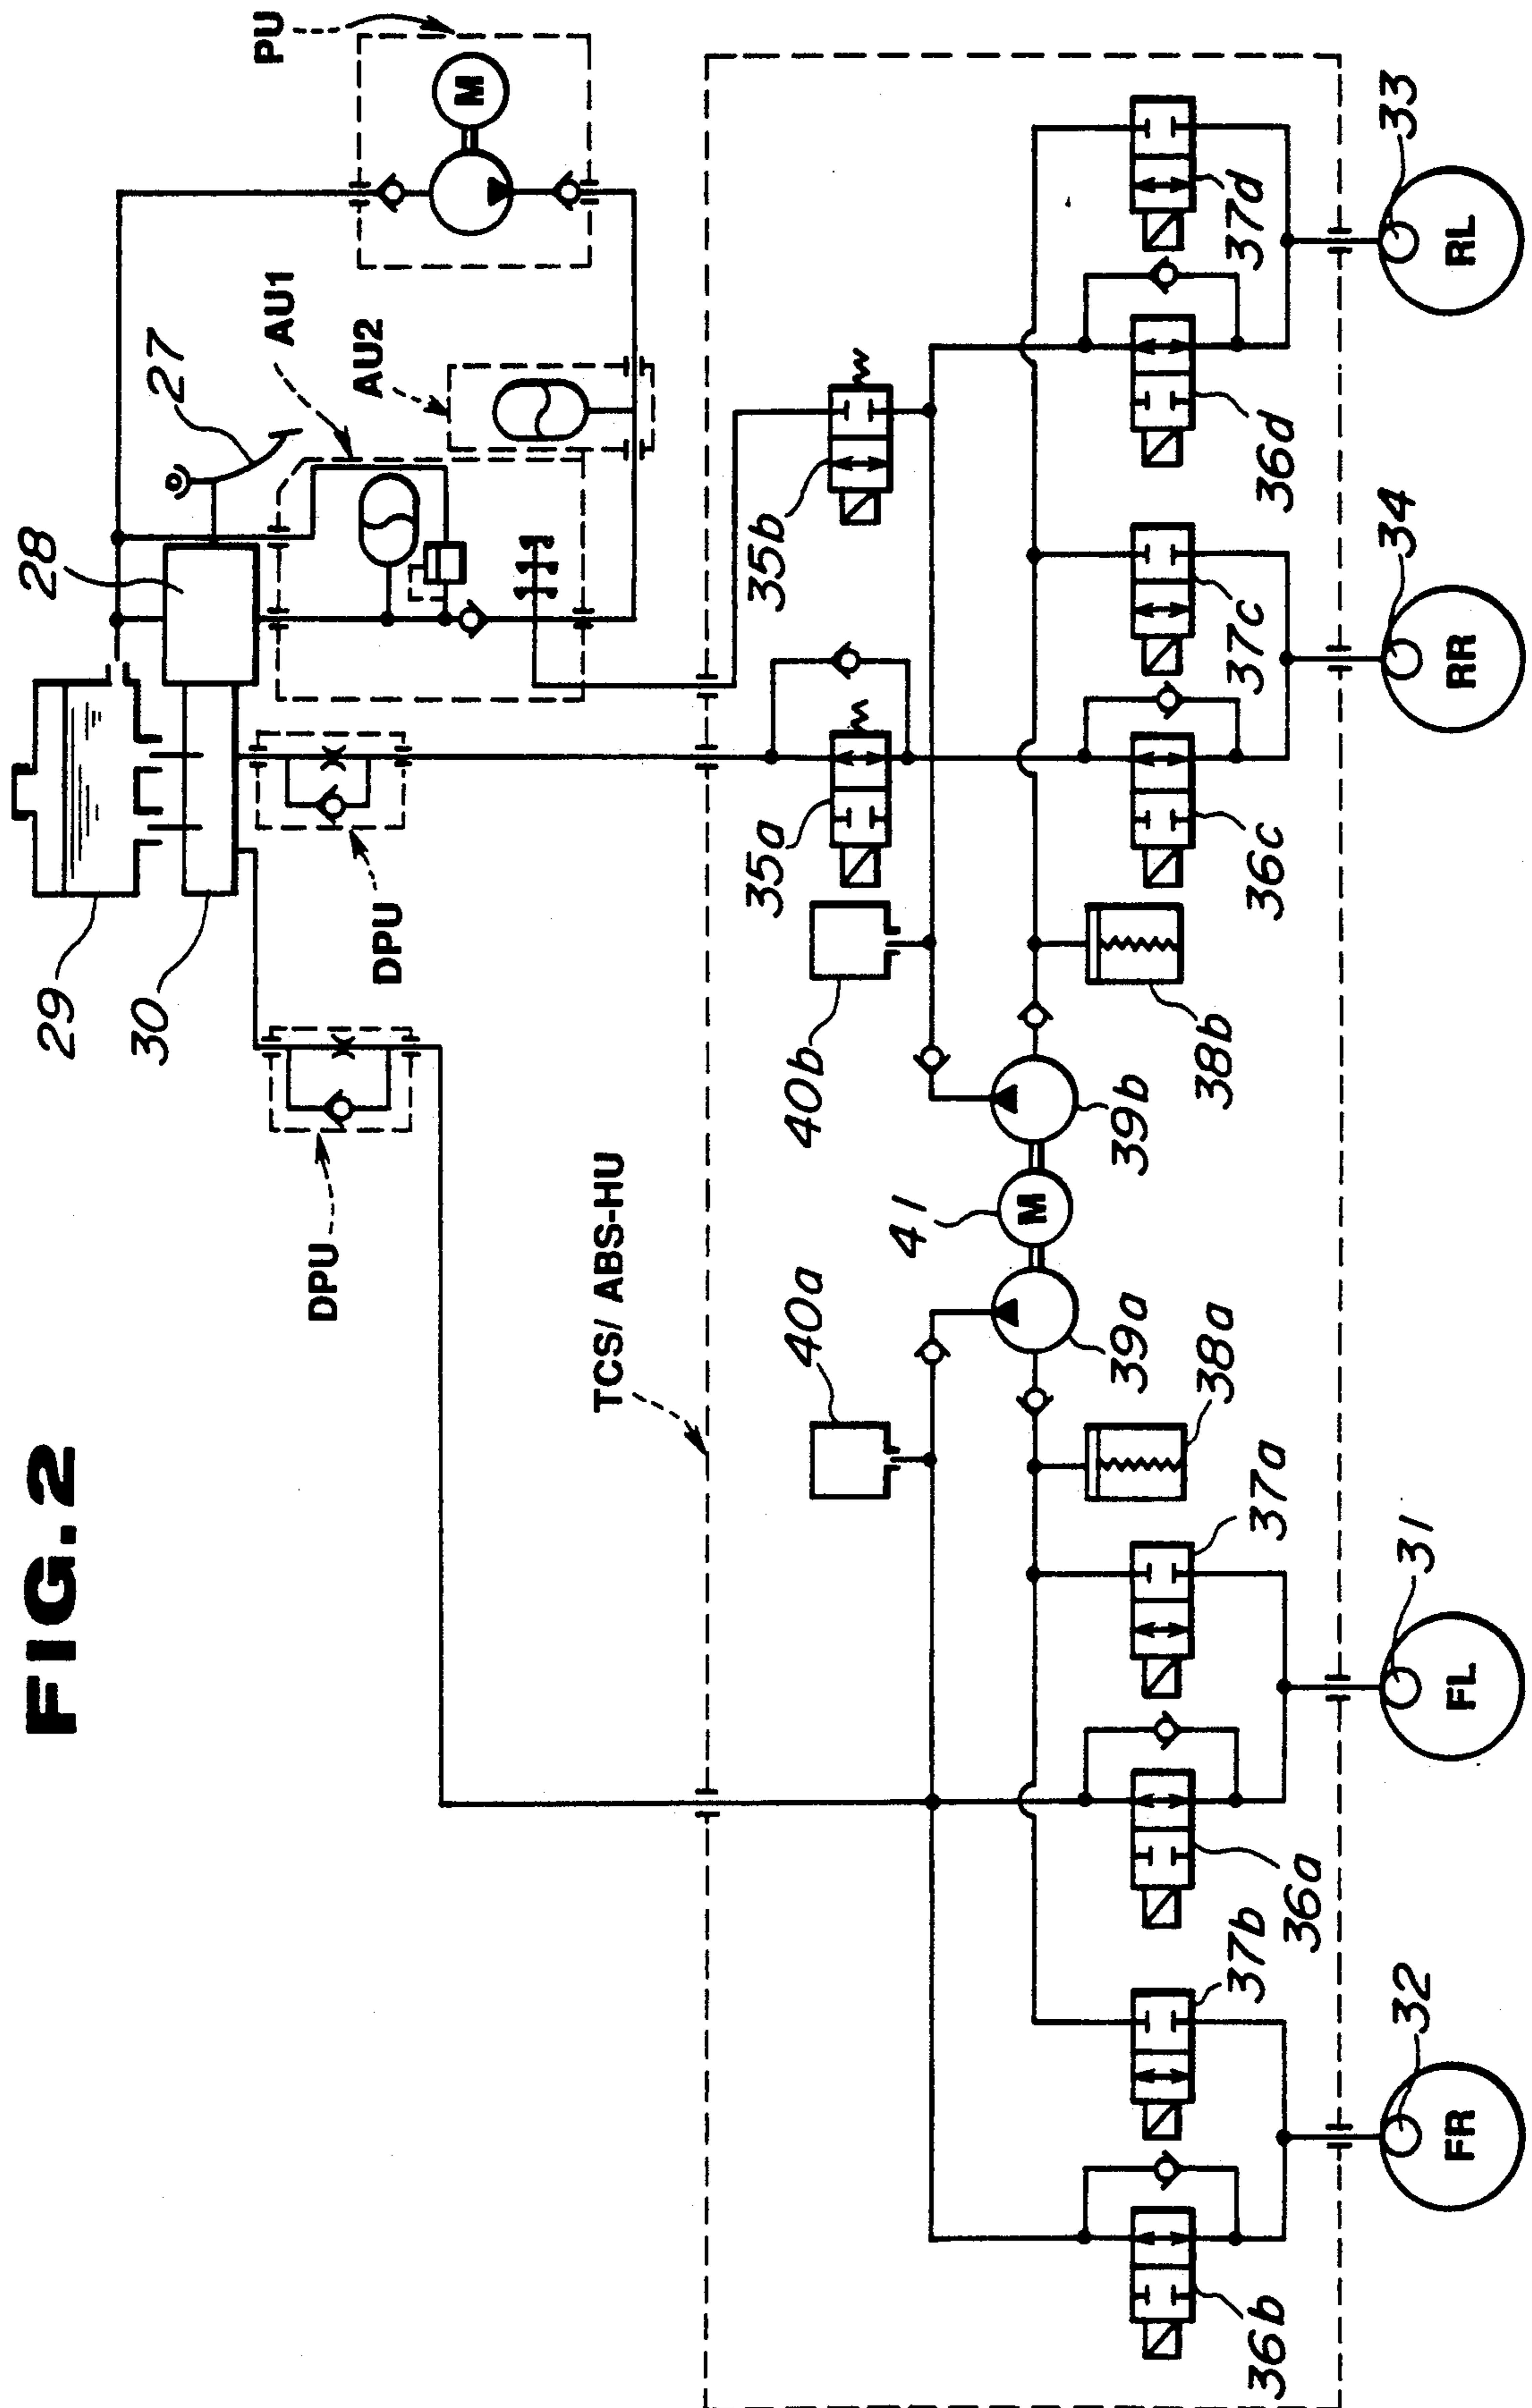 FIG.2
PU
M
27
AU1
AU2
28
29
30
DPU
DPU
TCS/ ABS-HU
35b
35a
40b
40a
41
M
39b
39a
38b
38a
37d
36d
37c
36c
37a
36a
37b
36b
33
RL
34
RR
31
FL
32
FR